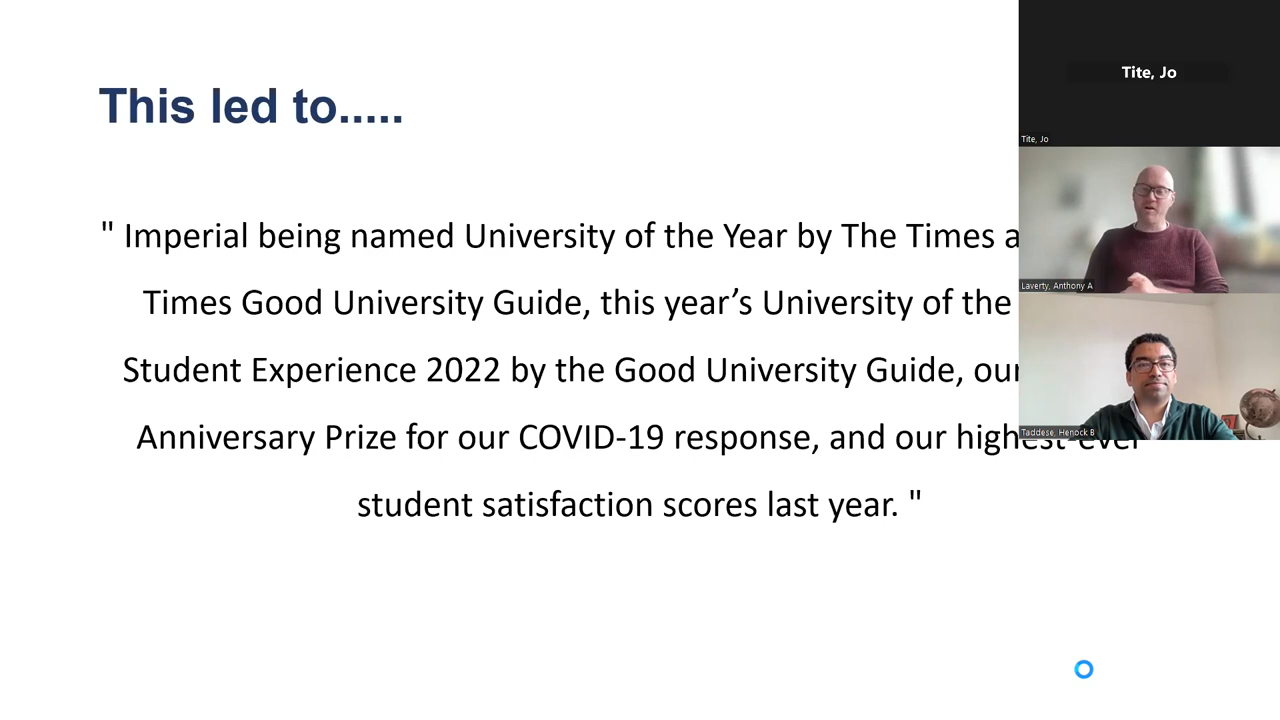 This led to.....
" Imperial being named University of the Year by The Times a
Times Good University Guide, this year’s University of the
Student Experience 2022 by the Good University Guide, our
Anniversary Prize for our COVID-19 response, and our highest-ever
student satisfaction scores last year. "
Tite, Jo
Tite, Jo
Laverty, Anthony A
Taddese, Henock B